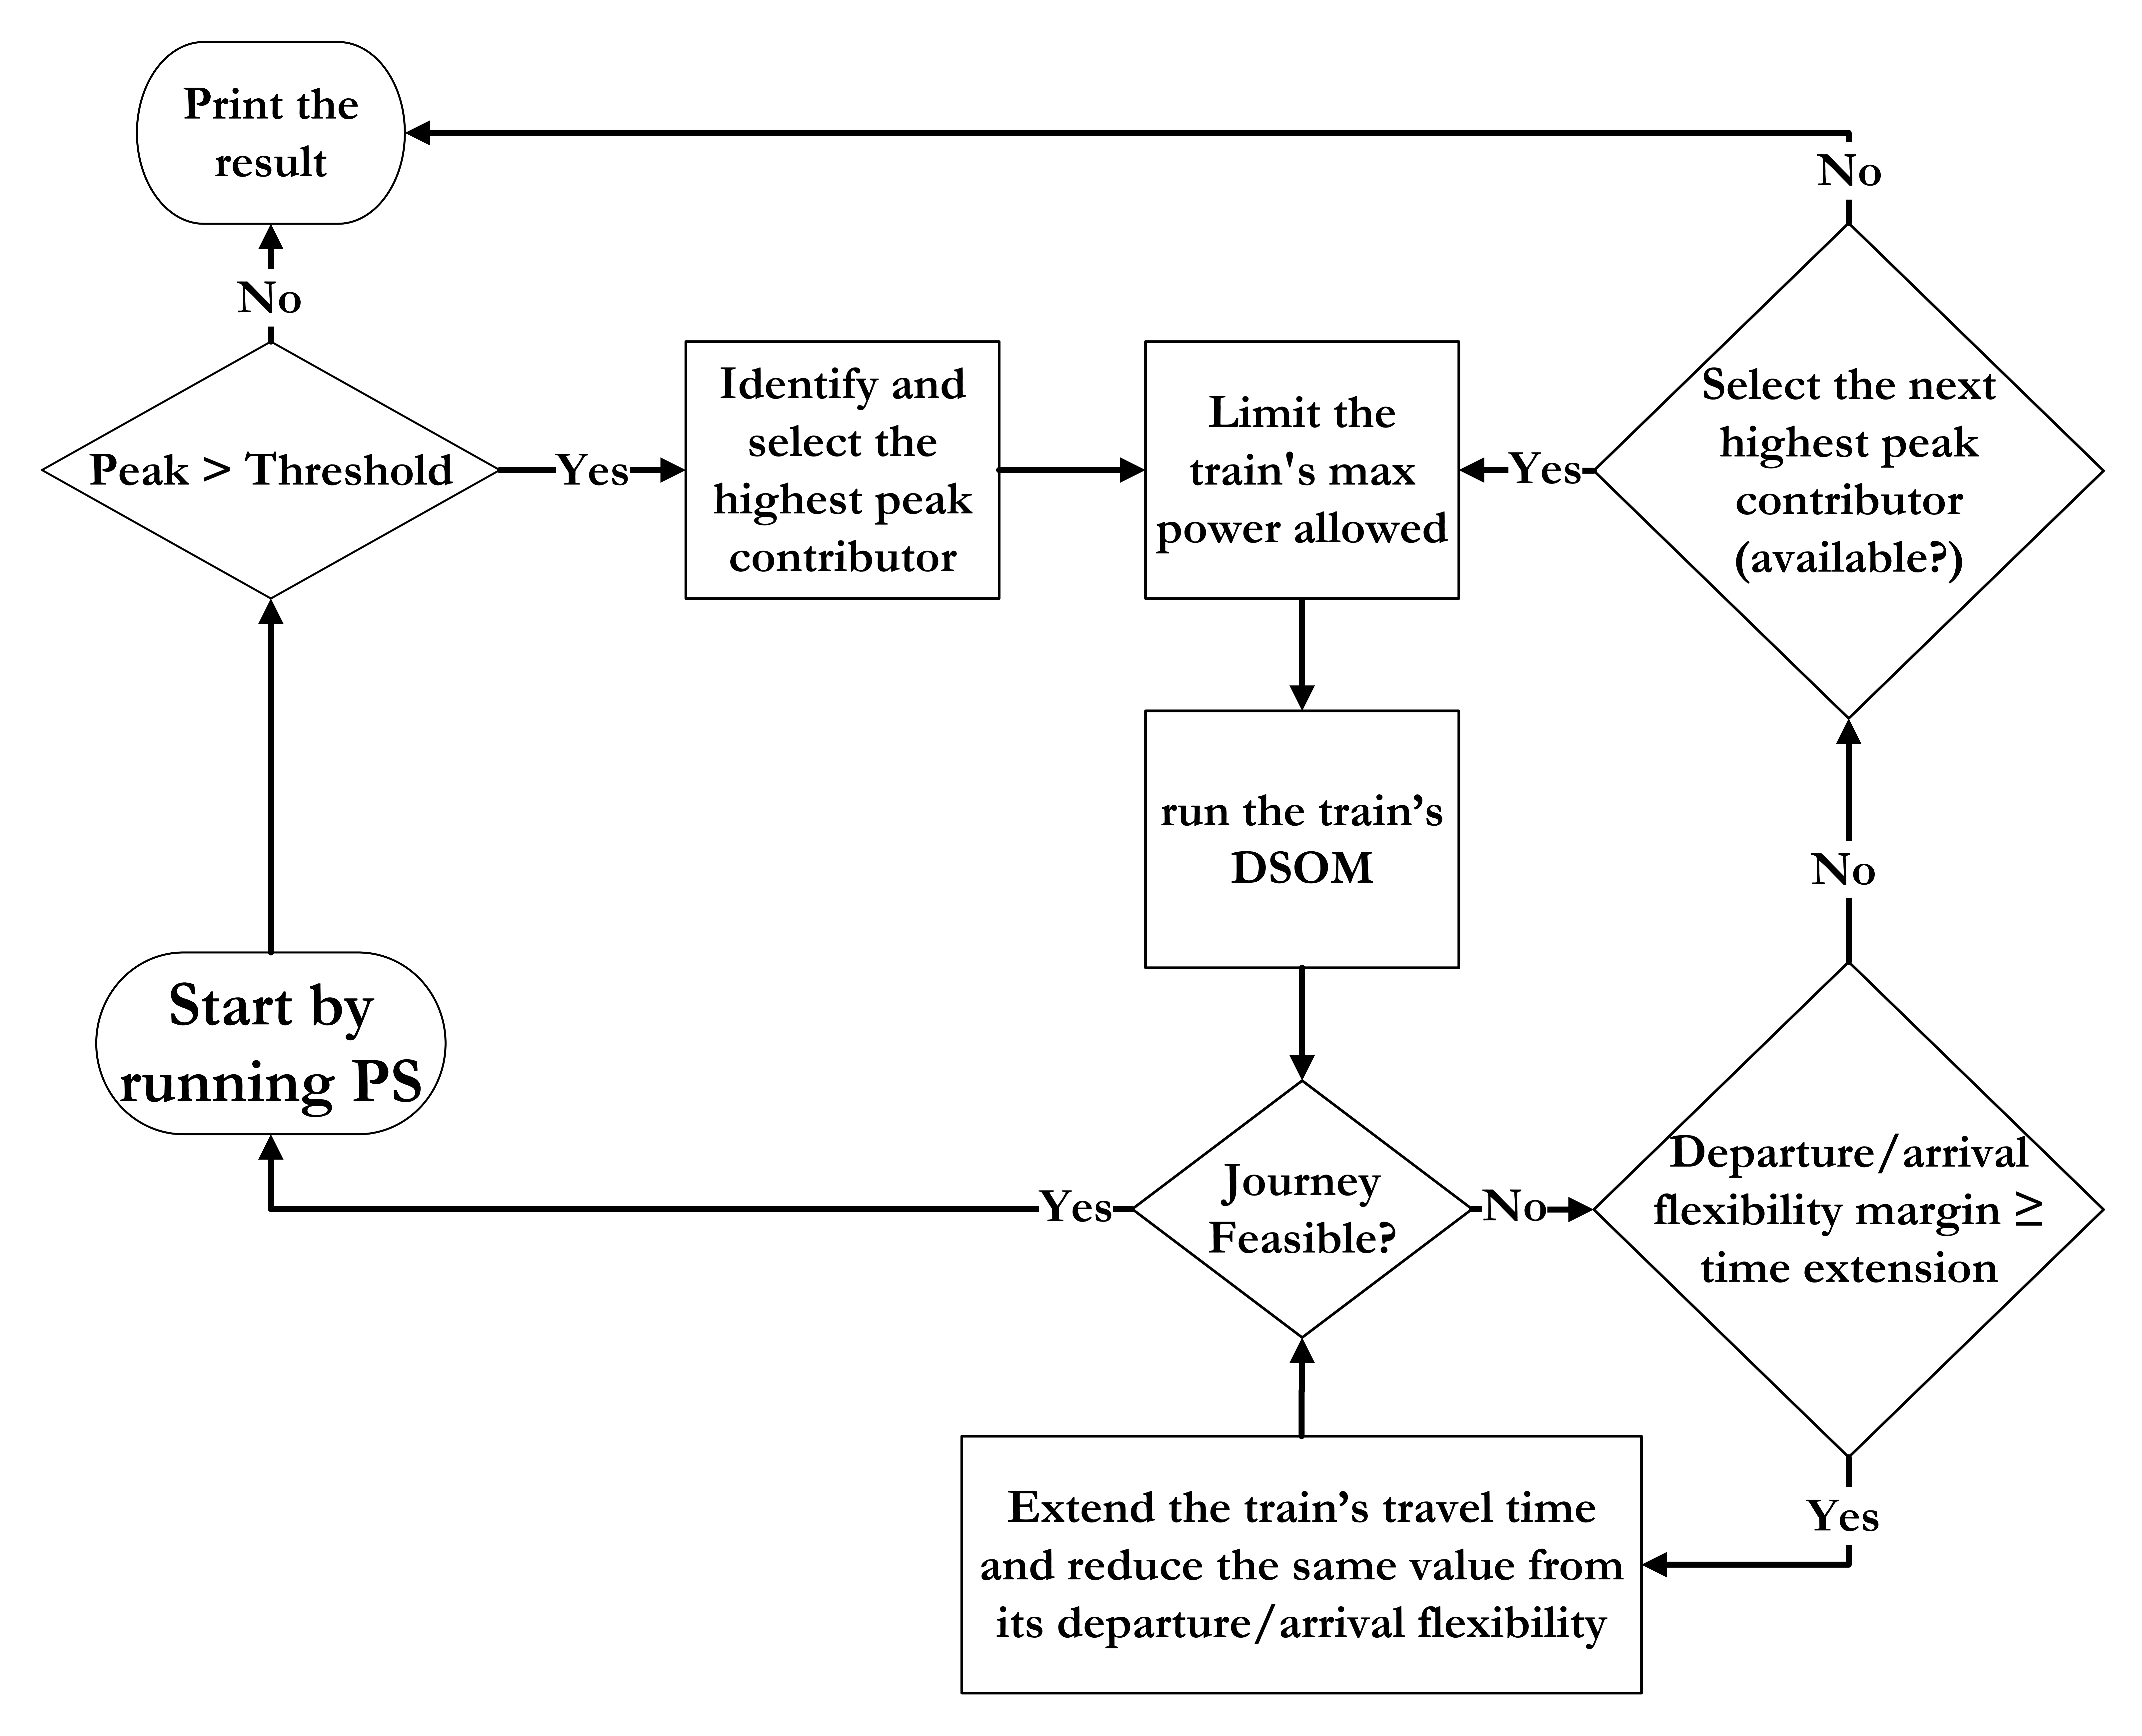 Print the
result
No
No
Peak > Threshold
Yes
Identify and
select the
highest peak
contributor
Limit the
train's max
power allowed
Yes
Select the next
highest peak
contributor
(available?)
run the train’s
DSOM
No
Start by
running PS
Yes
Journey
Feasible?
No
Departure/arrival
flexibility margin ≥
time extension
Yes
Extend the train’s travel time
and reduce the same value from
its departure/arrival flexibility